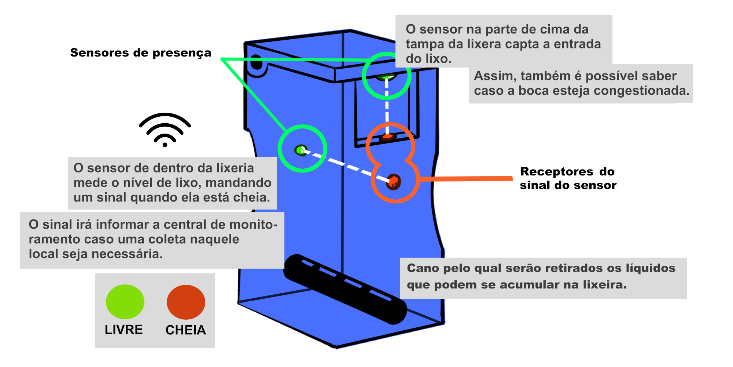 Sensores de presença
O sensor na parte de cima da
tampa da lixera capta a entrada
do lixo.
Assim, também é possível saber
caso a boca esteja congestionada.
O sensor de dentro da lixeria
mede o nível de lixo, mandando
um sinal quando ela está cheia.
Receptores do
sinal do sensor
O sinal irá informar a central de monito-
ramento caso uma coleta naquele
local seja necessária.
Cano pelo qual serão retirados os líquidos
que podem se acumular na lixeira.
LIVRE CHEIA